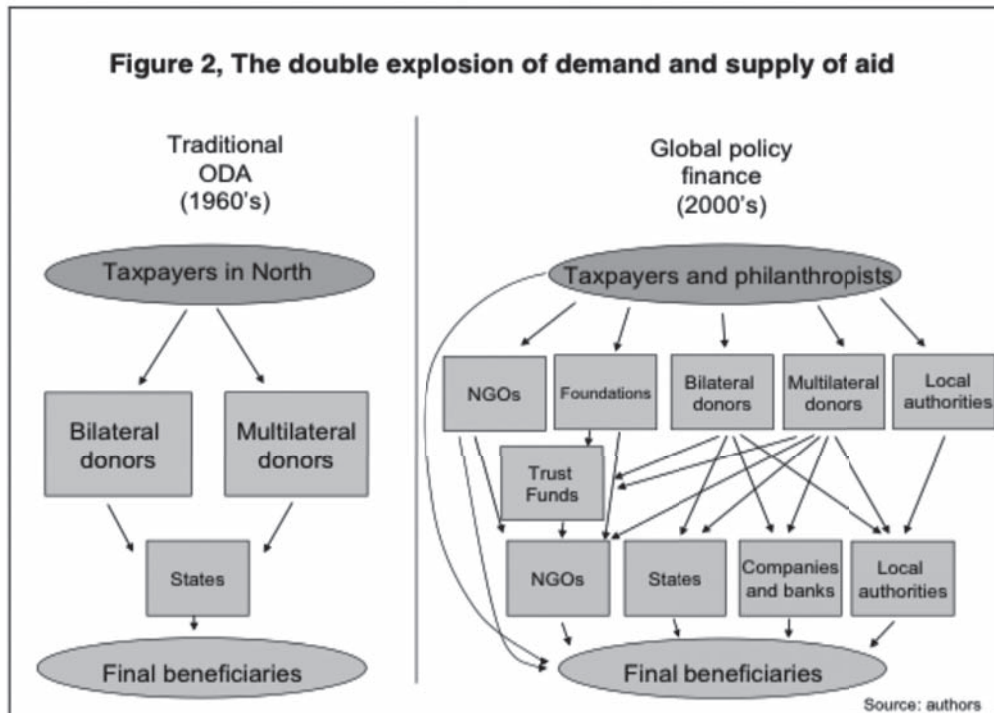 Figure 2, The double explosion of demand and supply of aid
Traditional
ODA
(1960's)
Taxpayers in North
Bilateral
donors
Multilateral
donors
States
Final beneficiaries
Global policy
finance
(2000's)
Taxpayers and philanthropists
NGOs
Foundations
Bilateral
donors
Multilateral
donors
Local
authorities
Trust
Funds
NGOs
States
Companies
and banks
Local
authorities
Final beneficiaries
Source: authors